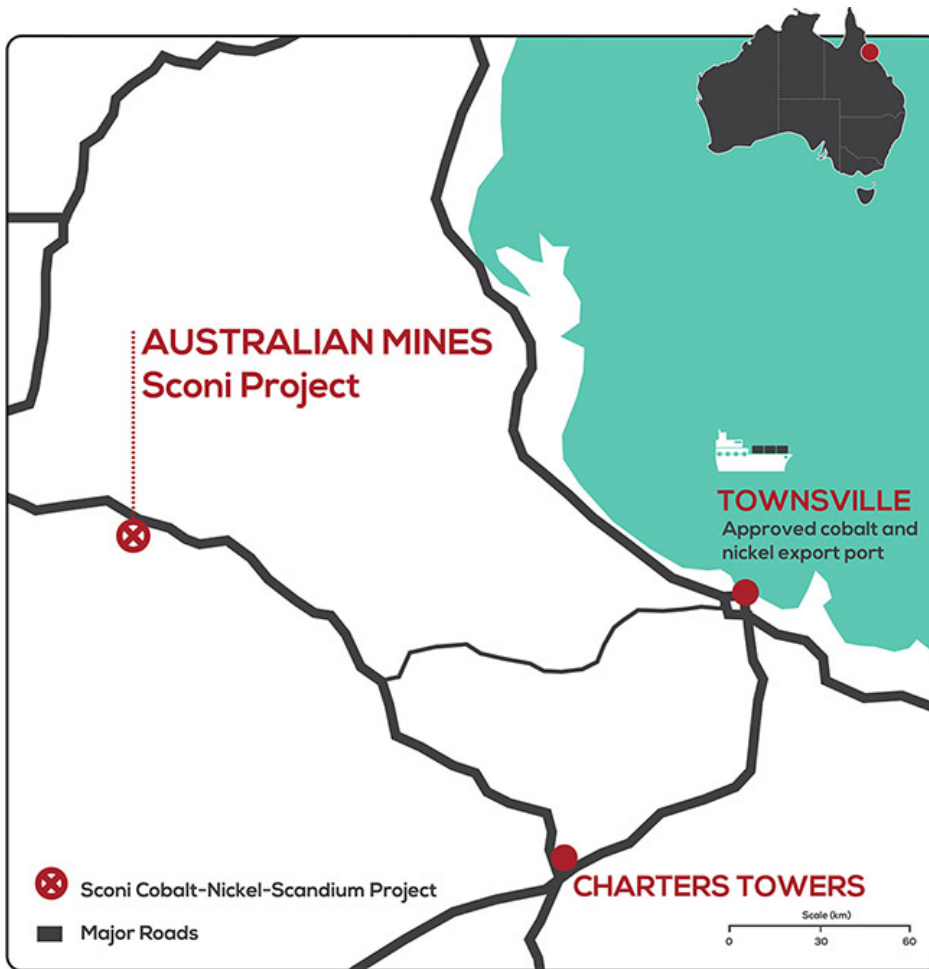 AUSTRALIAN MINES
Sconi Project
TOWNSVILLE
Approved cobalt and
nickel export port
CHARTERS TOWERS
Sconi Cobalt-Nickel-Scandium Project
Major Roads
Scale (km)
0 30 60